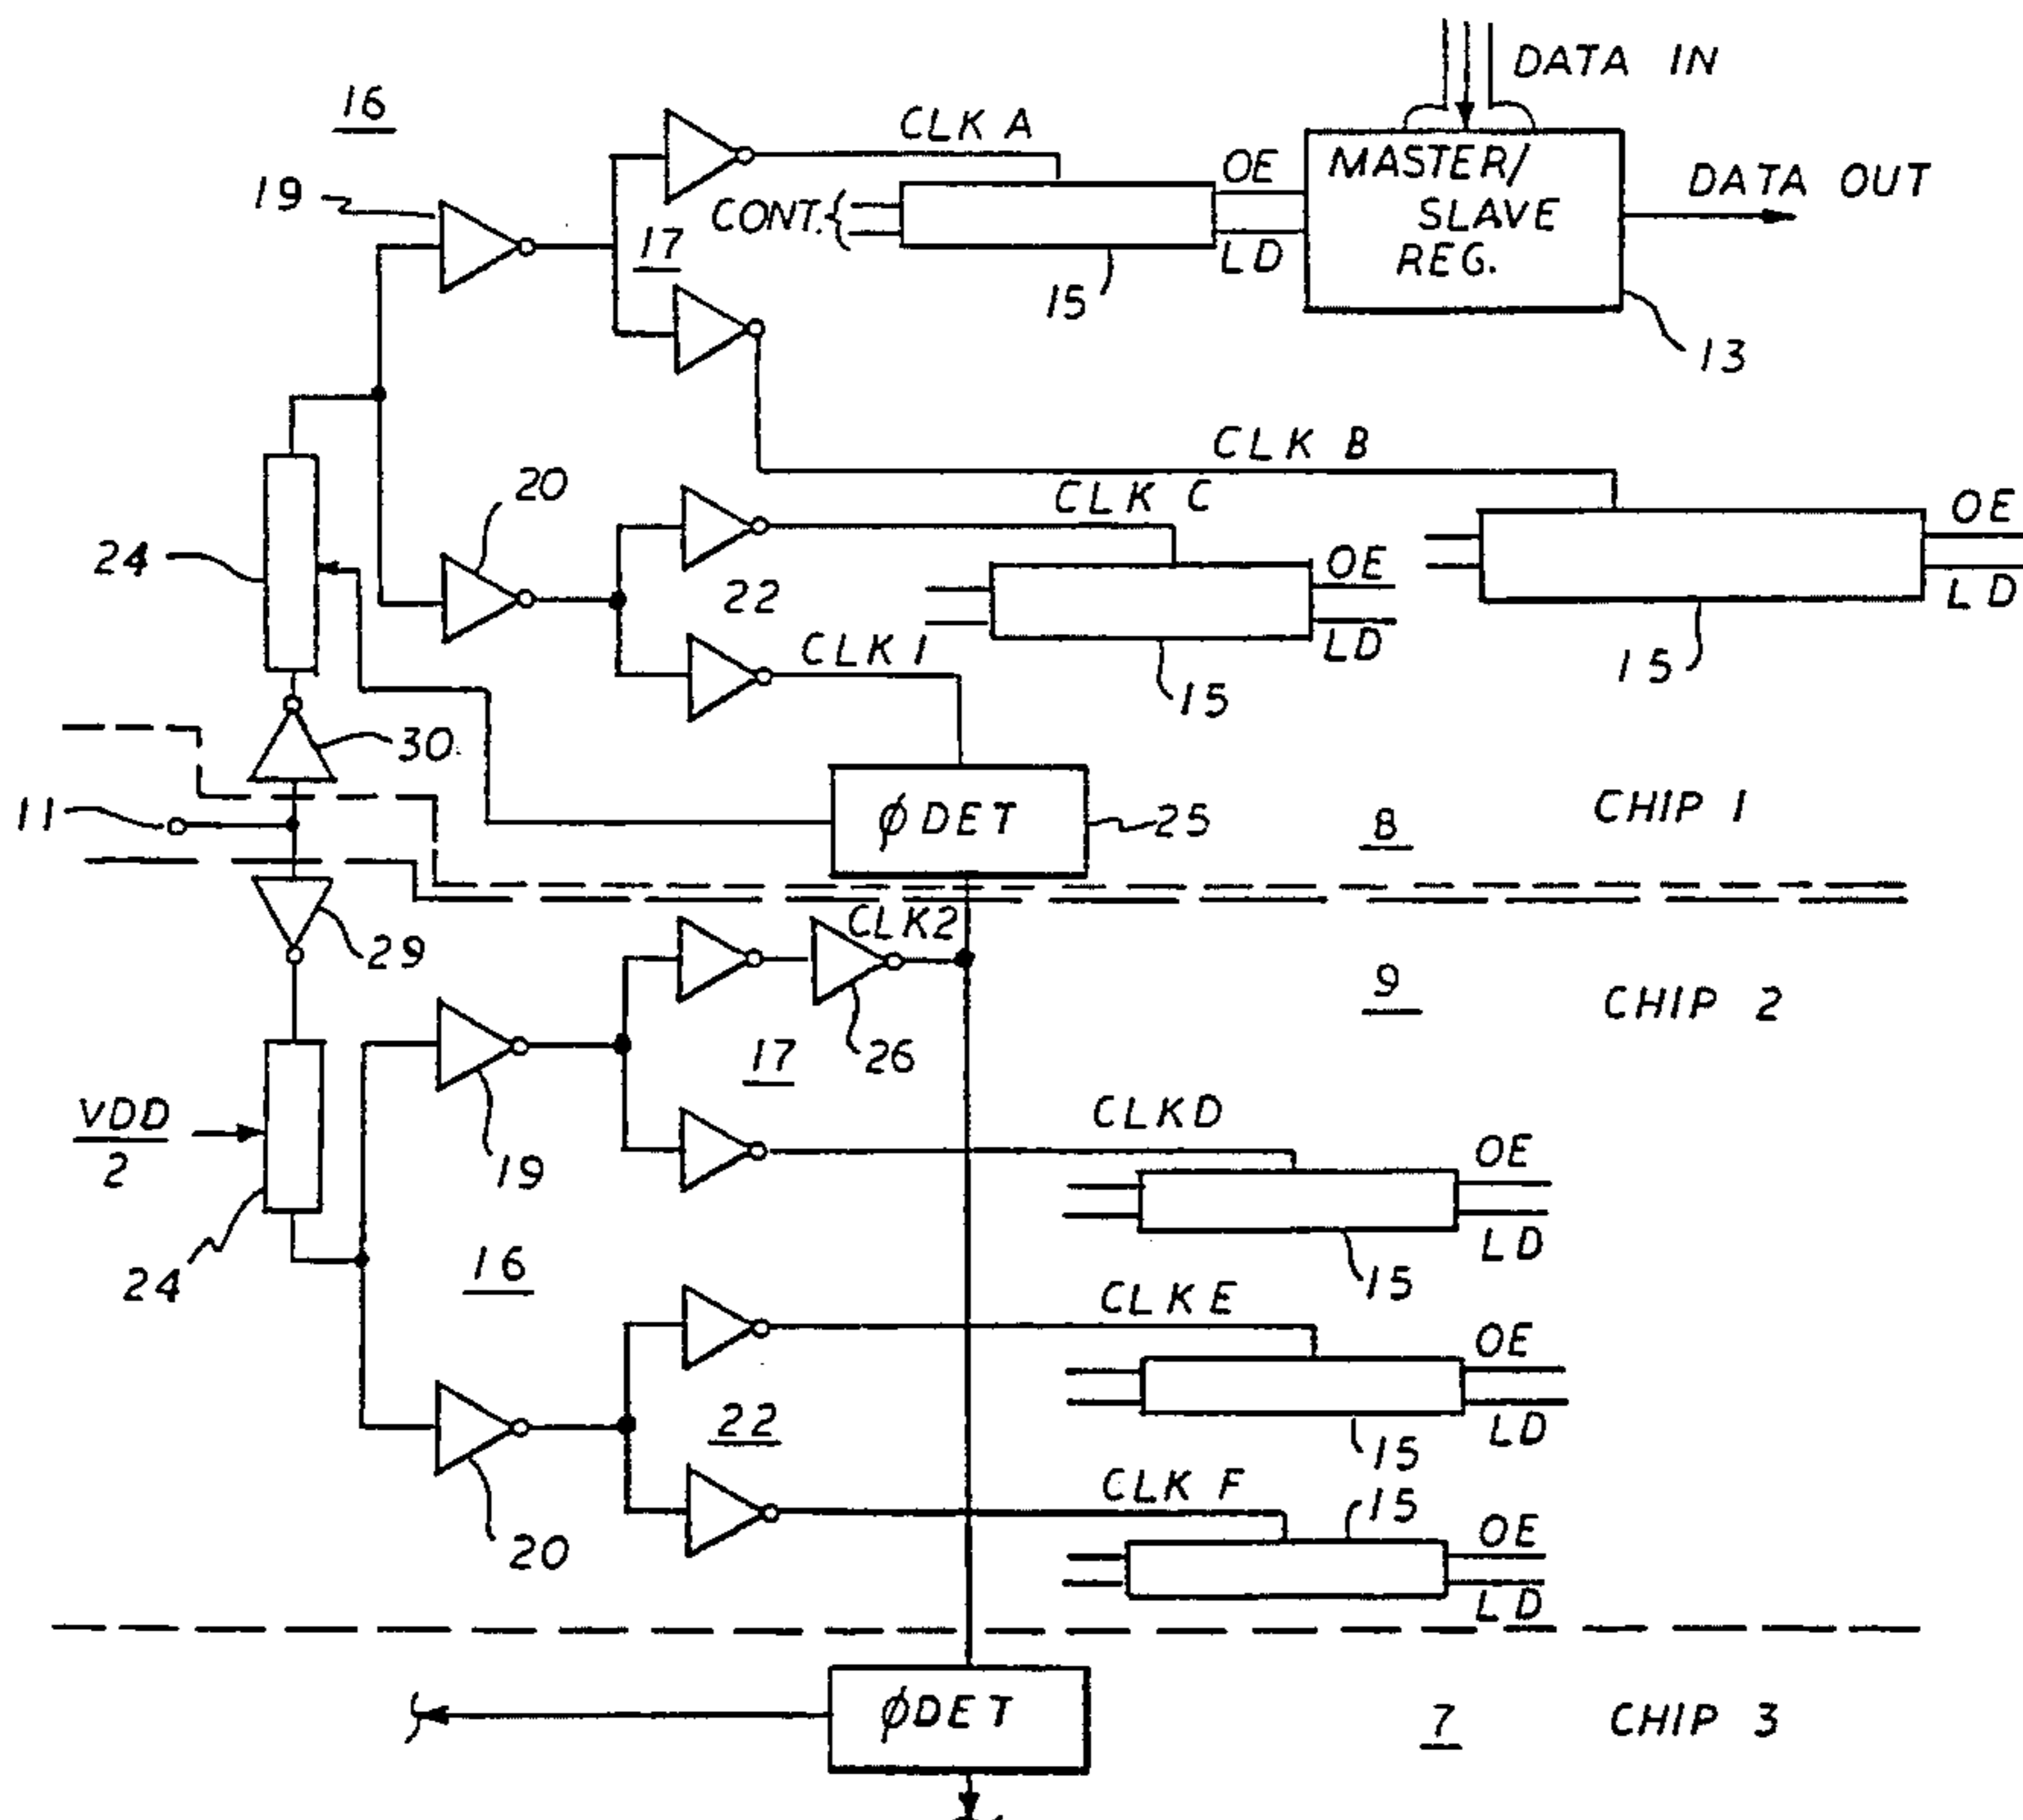 DATA IN
16
CLK A
19
CONT.{
17
OE
LD
MASTER/
SLAVE
REG.
DATA OUT
15
13
CLK B
20
CLK C
OE
LD
24
22
OE
LD
15
CLK 1
15
30
11
ϕDET
25
8
CHIP 1
29
CLK2
26
9
CHIP 2
17
19
CLKD
VDD
2
OE
LD
15
24
16
CLKE
OE
LD
15
22
20
CLK F
15
OE
LD
ϕDET
7
CHIP 3